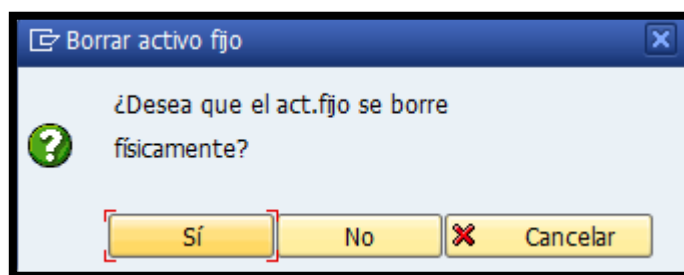 Borrar activo fijo
¿Desea que el act.fijo se borre
físicamente?
Sí No Cancelar